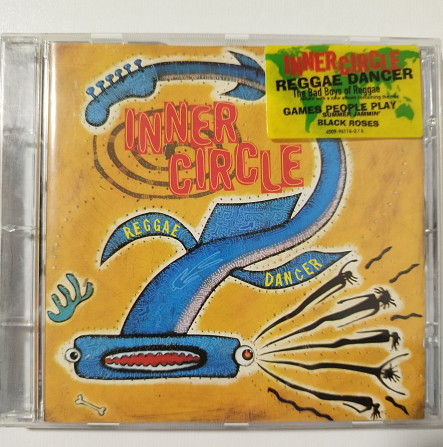 INNER CIRCLE
REGGAE DANCER
The Bad Boys of Reggae
GAMES PEOPLE PLAY
SUMMER JAMMIN'
BLACK ROSES
INNER
CIRCLE
REGGAE
DANCER